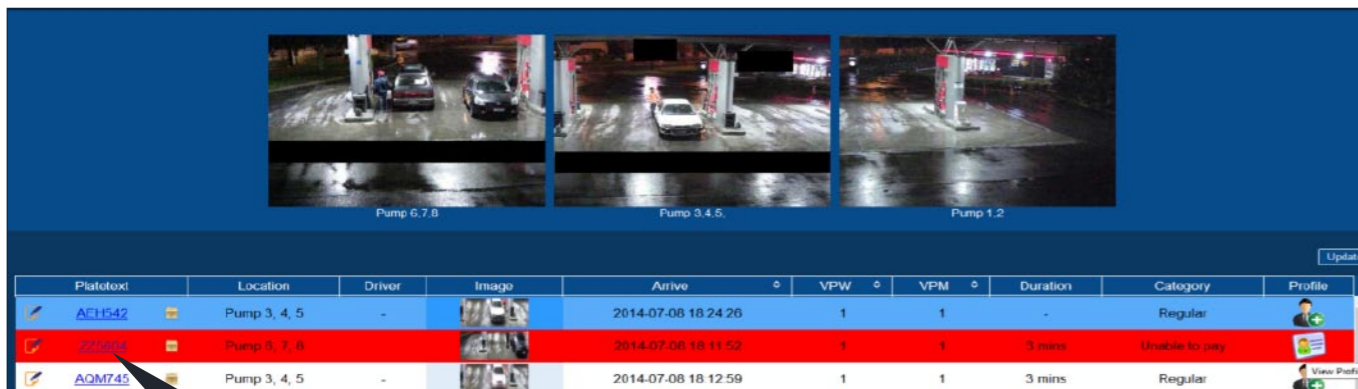 Pump 6,7,8 Pump 3,4,5, Pump 1,2
Update
Platetext Location Driver Image Arrive VPW VPM Duration Category Profile
AEH542 Pump 3, 4, 5 - 2014-07-08 18:24:26 1 1 - Regular
Pump 6, 7, 8 2014-07-08 18:11:52 1 1 3 mins Unable to pay
AQM745 Pump 3, 4, 5 - 2014-07-08 18:12:59 1 1 3 mins Regular
View Profi